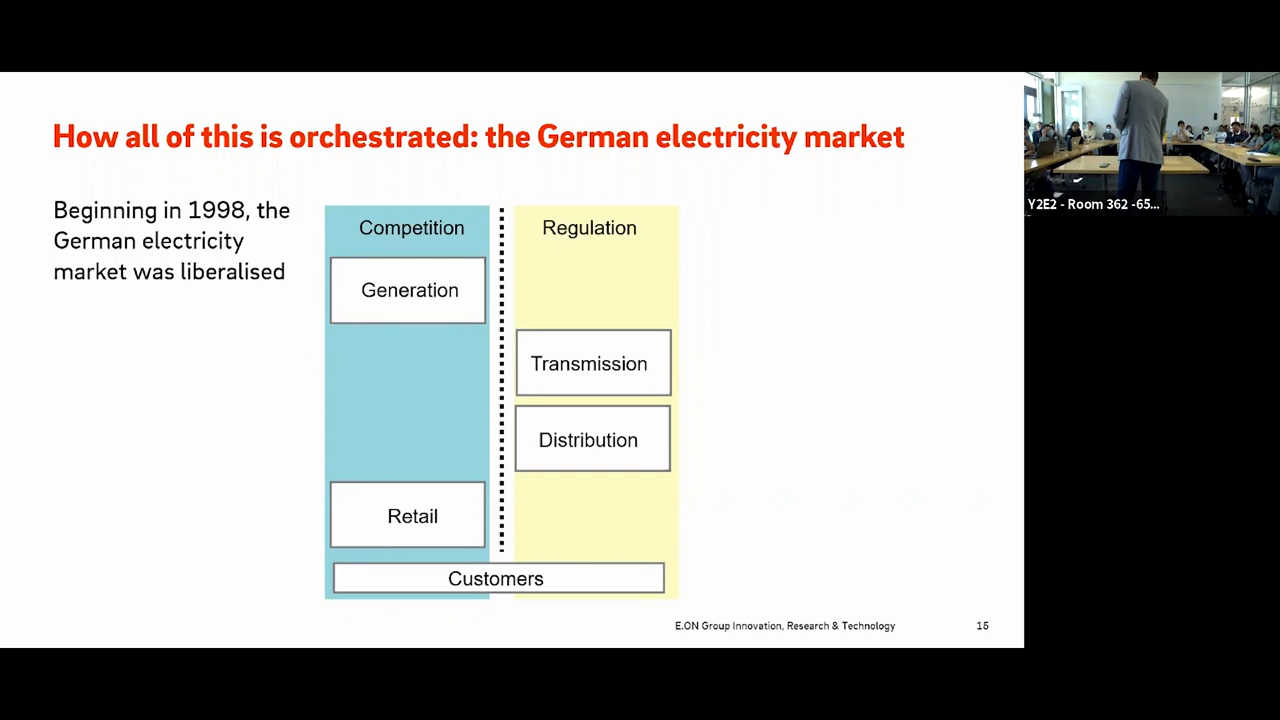 How all of this is orchestrated: the German electricity market
Beginning in 1998, the
German electricity
market was liberalised
Competition
Regulation
Generation
Transmission
Distribution
Retail
Customers
E.ON Group Innovation, Research & Technology
15
Y2E2 - Room 362 -65...